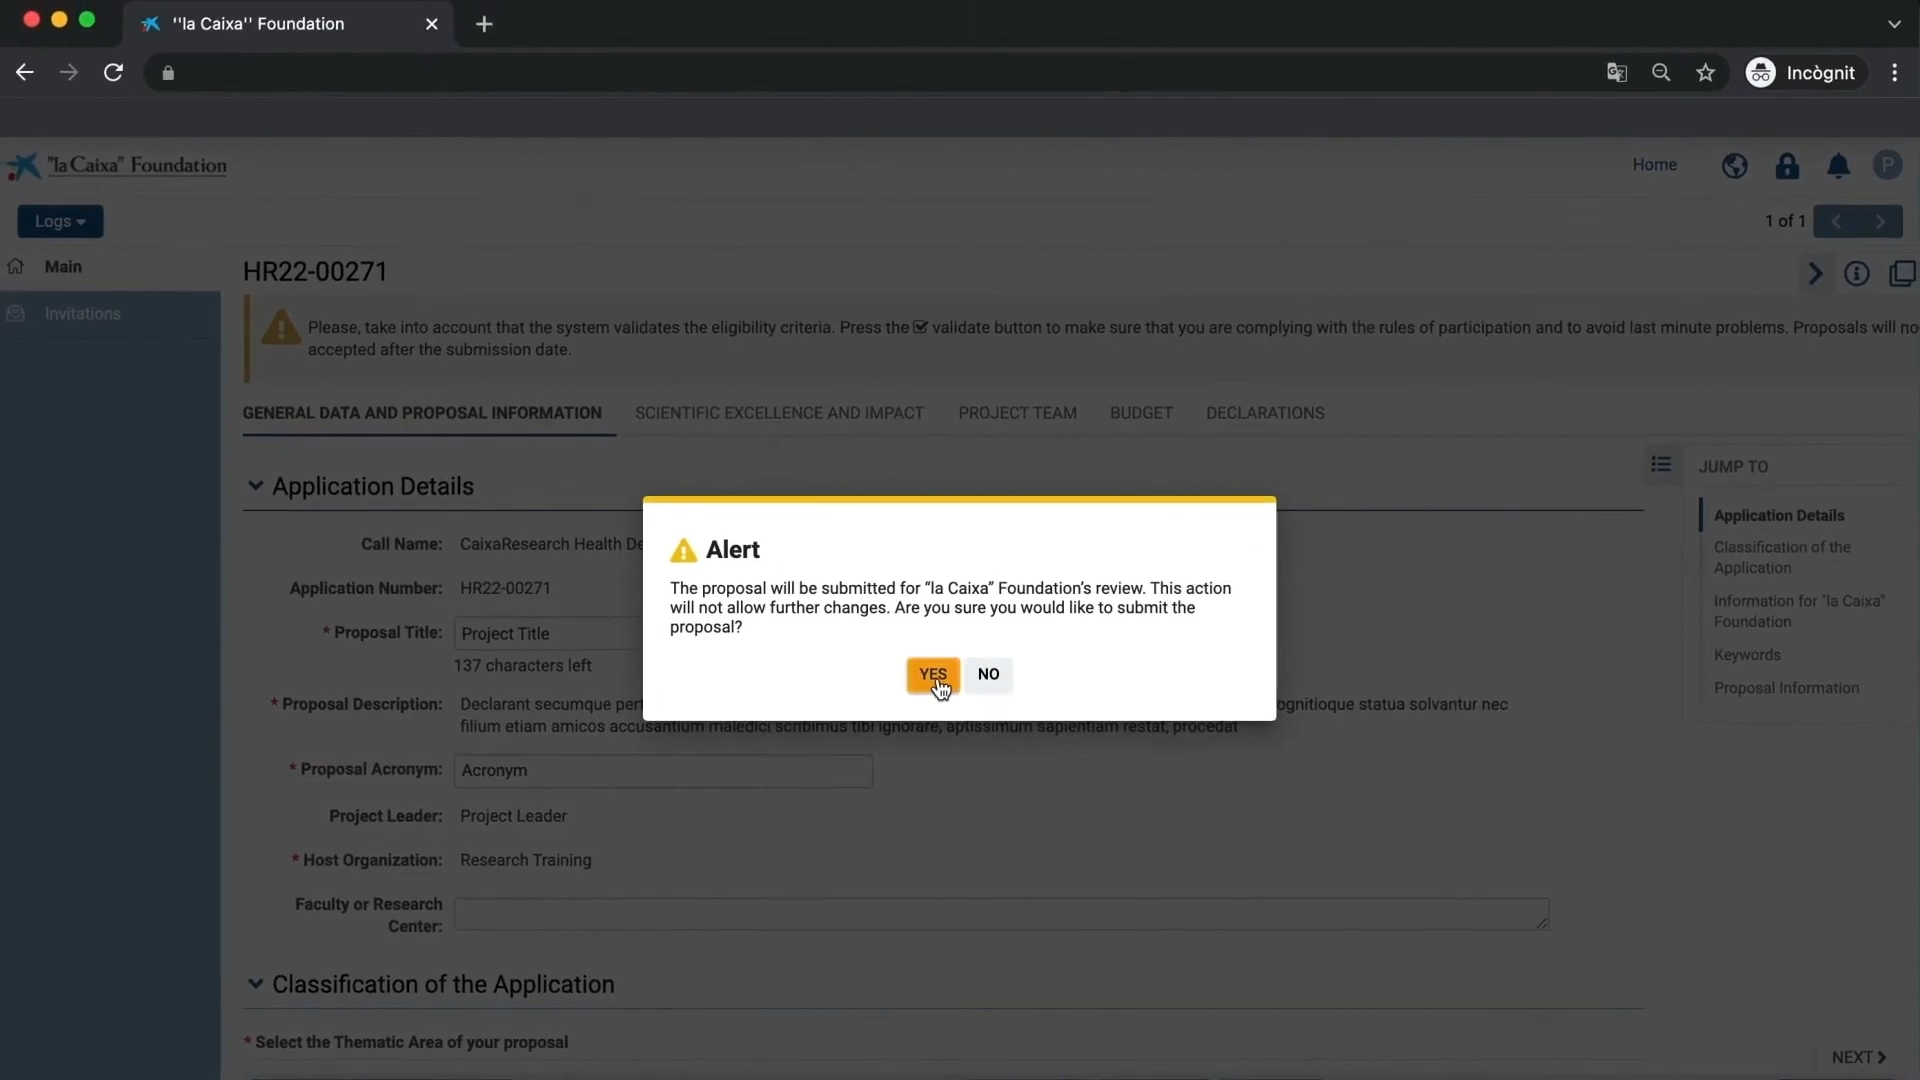 ''la Caixa'' Foundation
Incògnit
"la Caixa" Foundation
Home
P
Logs
1 of 1
Main
HR22-00271
Invitations
Please, take into account that the system validates the eligibility criteria. Press the validate button to make sure that you are complying with the rules of participation and to avoid last minute problems. Proposals will no
accepted after the submission date.
GENERAL DATA AND PROPOSAL INFORMATION SCIENTIFIC EXCELLENCE AND IMPACT PROJECT TEAM BUDGET DECLARATIONS
JUMP TO
Application Details
Application Details
Classification of the
Application
Information for "la Caixa"
Foundation
Keywords
Proposal Information
Call Name: CaixaResearch Health De
Application Number: HR22-00271
* Proposal Title: Project Title
137 characters left
* Proposal Description: Declarant secumque per ognitioque statua solvantur nec
filium etiam amicos accusantium maledici scribimus tibi ignorare, aptissimum sapientiam restat, procedat
* Proposal Acronym: Acronym
Project Leader: Project Leader
* Host Organization: Research Training
Faculty or Research
Center:
Alert
The proposal will be submitted for “la Caixa” Foundation’s review. This action
will not allow further changes. Are you sure you would like to submit the
proposal?
YES NO
Classification of the Application
* Select the Thematic Area of your proposal
NEXT